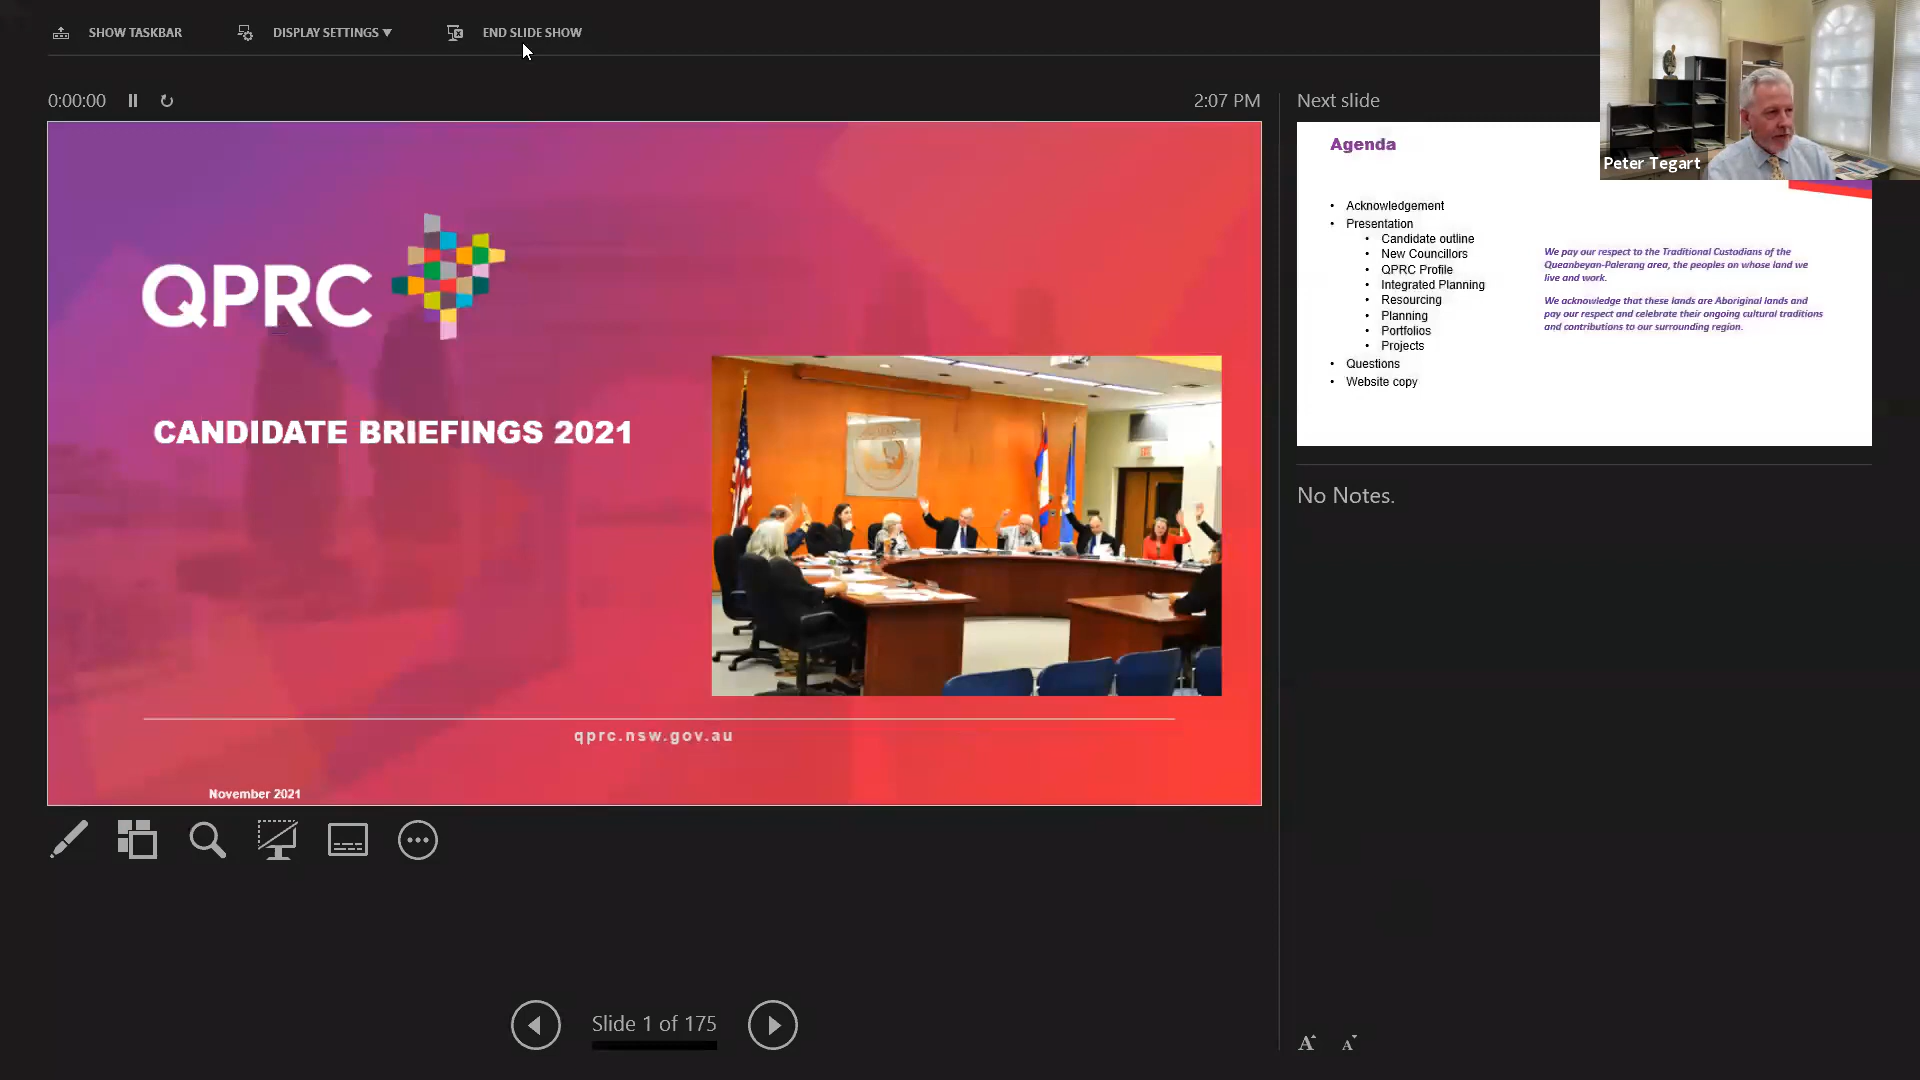 SHOW TASKBAR
DISPLAY SETTINGS ▼
END SLIDE SHOW
0:00:00
2:07 PM
QPRC
CANDIDATE BRIEFINGS 2021
qprc.nsw.gov.au
November 2021
Slide 1 of 175
Next slide
Agenda
• Acknowledgement
• Presentation
• Candidate outline
• New Councillors
• QPRC Profile
• Integrated Planning
• Resourcing
• Planning
• Portfolios
• Projects
• Questions
• Website copy
We pay our respect to the Traditional Custodians of the
Queanbeyan-Palerang area, the peoples on whose land we
live and work.
We acknowledge that these lands are Aboriginal lands and
pay our respect and celebrate their ongoing cultural traditions
and contributions to our surrounding region.
Peter Tegart
No Notes.
A A